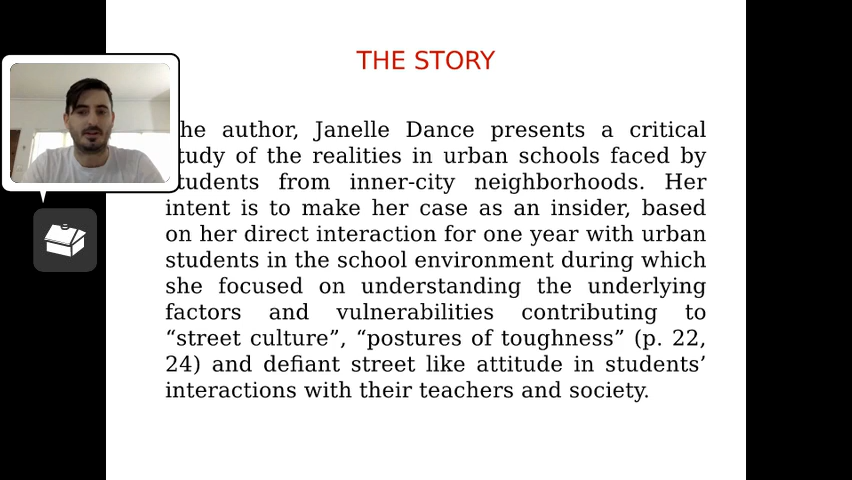 THE STORY
he author, Janelle Dance presents a critical
tudy of the realities in urban schools faced by
tudents from inner-city neighborhoods. Her
intent is to make her case as an insider, based
on her direct interaction for one year with urban
students in the school environment during which
she focused on understanding the underlying
factors and vulnerabilities contributing to
“street culture”, “postures of toughness” (p. 22,
24) and defiant street like attitude in students’
interactions with their teachers and society.